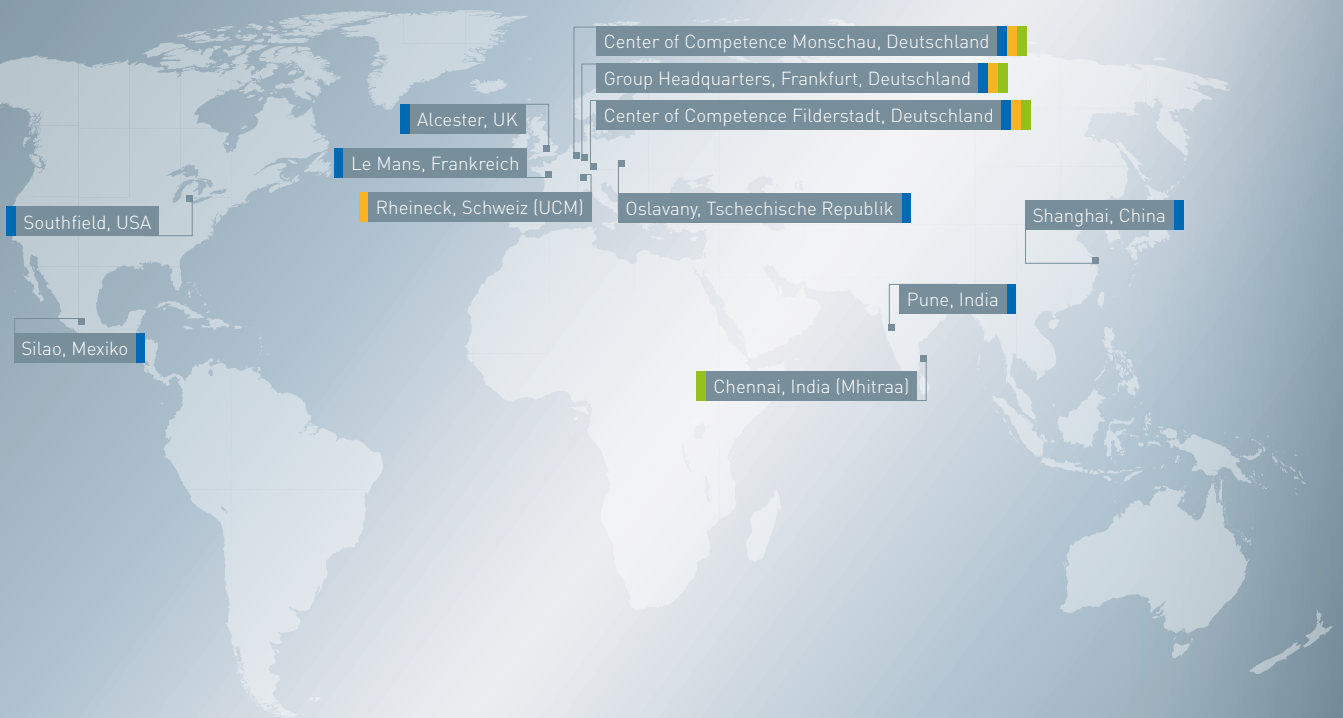 Center of Competence Monschau, Deutschland
Group Headquarters, Frankfurt, Deutschland
Center of Competence Filderstadt, Deutschland
Alcester, UK
Le Mans, Frankreich
Rheineck, Schweiz (UCM)
Oslavany, Tschechische Republik
Southfield, USA
Shanghai, China
Pune, India
Silao, Mexiko
Chennai, India (Mhitraa)